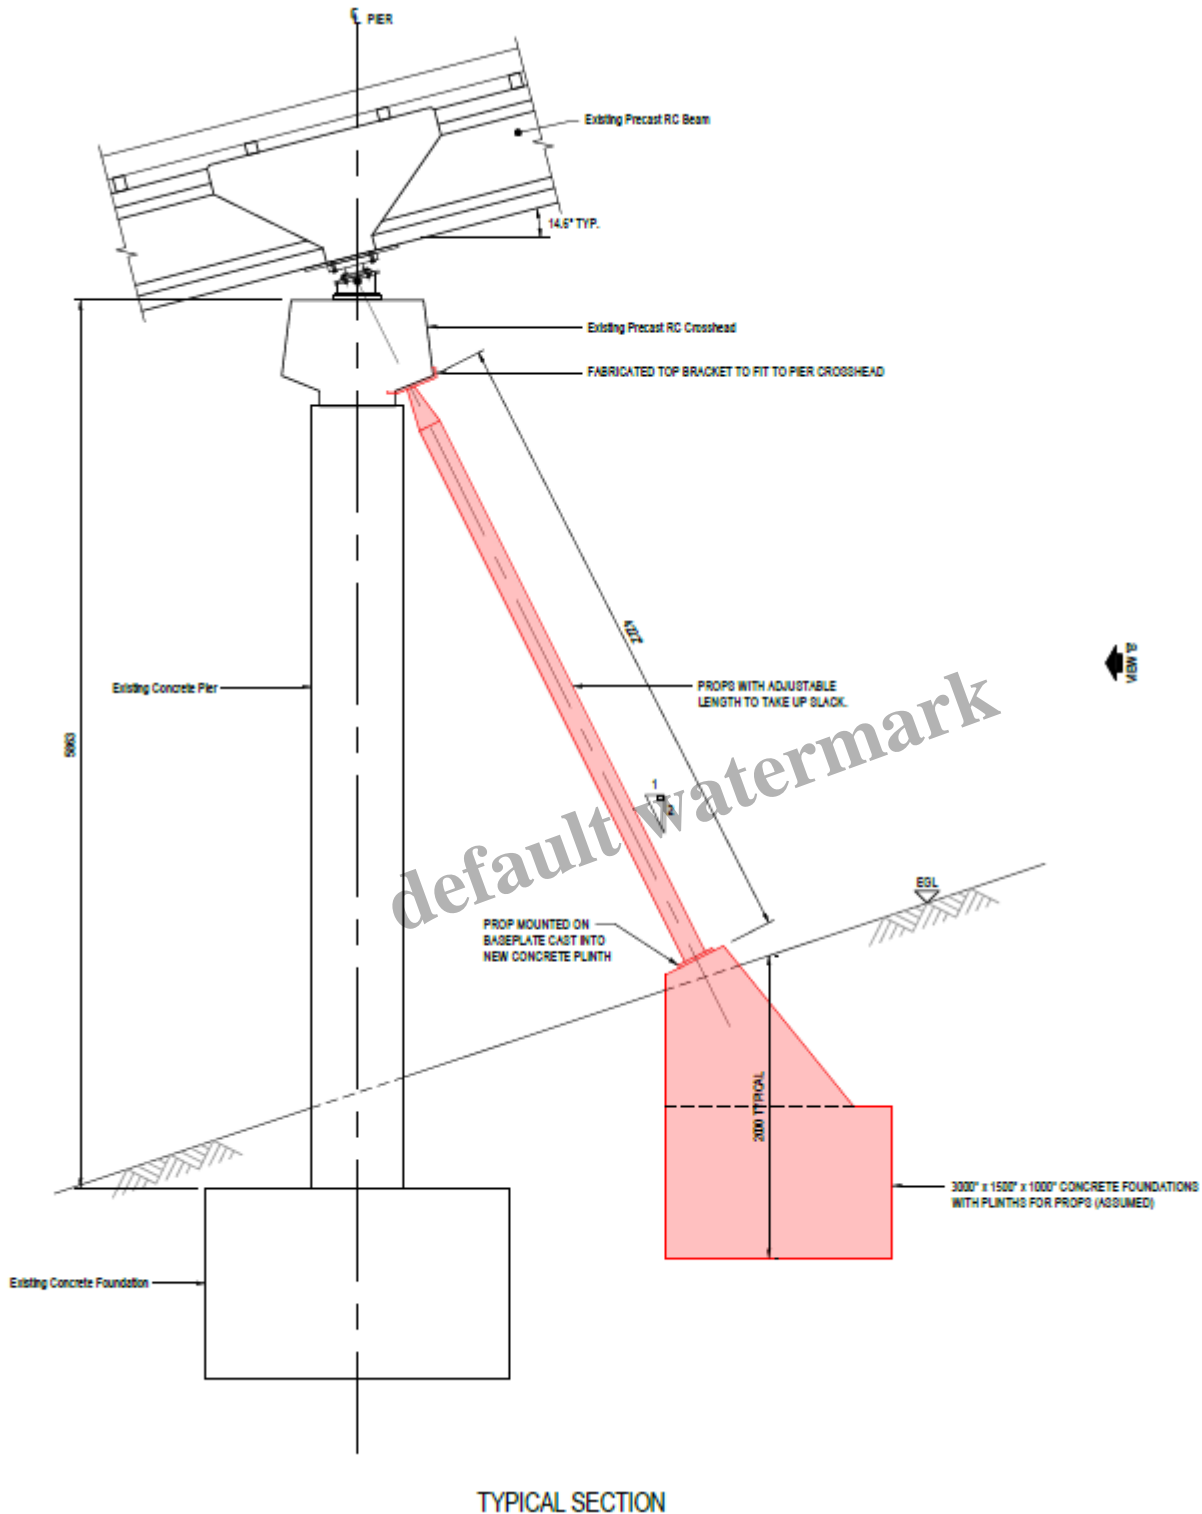 ℄ PIER
Existing Precast RC Beam
14.6° TYP.
Existing Precast RC Crosshead
FABRICATED TOP BRACKET TO FIT TO PIER CROSSHEAD
Existing Concrete Pier
PROPS WITH ADJUSTABLE
LENGTH TO TAKE UP SLACK.
VIEW
default watermark
1
2
EGL
PROP MOUNTED ON
BASEPLATE CAST INTO
NEW CONCRETE PLINTH
2000 TYPICAL
3000* x 1500* x 1000* CONCRETE FOUNDATIONS
WITH PLINTHS FOR PROPS (ASSUMED)
Existing Concrete Foundation
TYPICAL SECTION